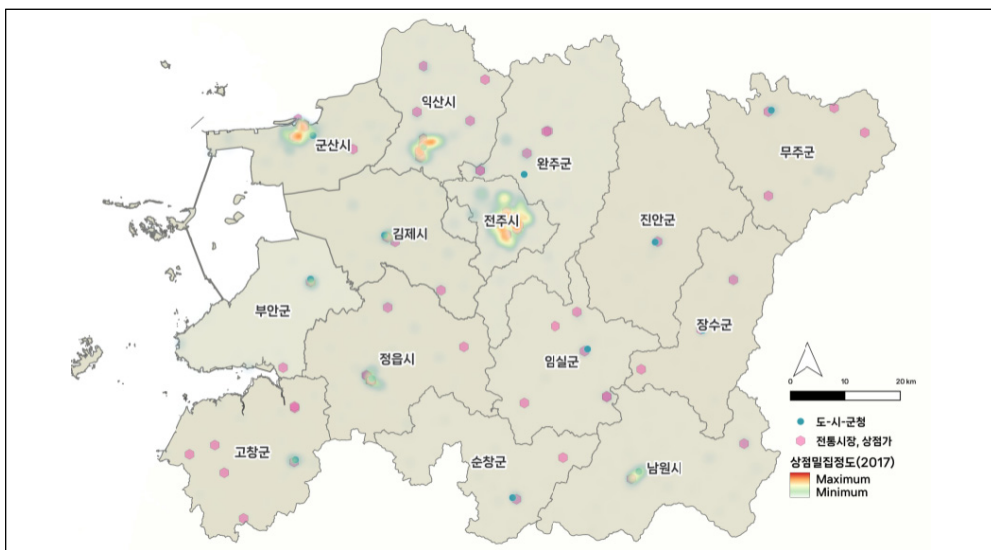 익산시
군산시
완주군
무주군
전주시
진안군
김제시
부안군
장수군
정읍시
임실군
고창군
순창군
남원시
0 10 20 km
도·시·군청
전통시장, 상점가
상점밀집정도(2017)
Maximum
Minimum